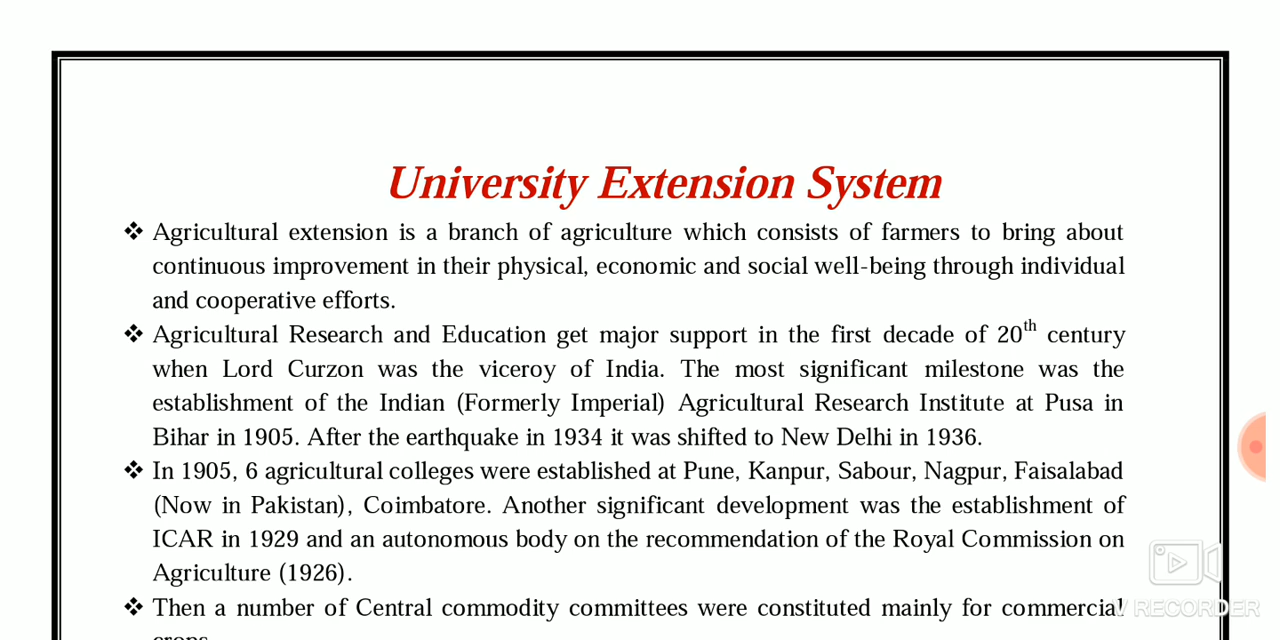 University Extension System
❖ Agricultural extension is a branch of agriculture which consists of farmers to bring about
continuous improvement in their physical, economic and social well-being through individual
and cooperative efforts.
❖ Agricultural Research and Education get major support in the first decade of 20th century
when Lord Curzon was the viceroy of India. The most significant milestone was the
establishment of the Indian (Formerly Imperial) Agricultural Research Institute at Pusa in
Bihar in 1905. After the earthquake in 1934 it was shifted to New Delhi in 1936.
❖ In 1905, 6 agricultural colleges were established at Pune, Kanpur, Sabour, Nagpur, Faisalabad
(Now in Pakistan), Coimbatore. Another significant development was the establishment of
ICAR in 1929 and an autonomous body on the recommendation of the Royal Commission on
Agriculture (1926).
❖ Then a number of Central commodity committees were constituted mainly for commercial
crops
V RECORDER